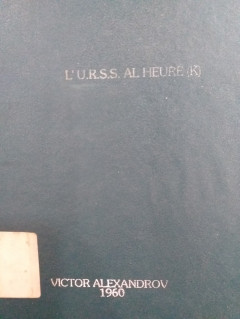 L' U.R.S.S. AL HEURE (K)
VICTOR ALEXANDROV
1960